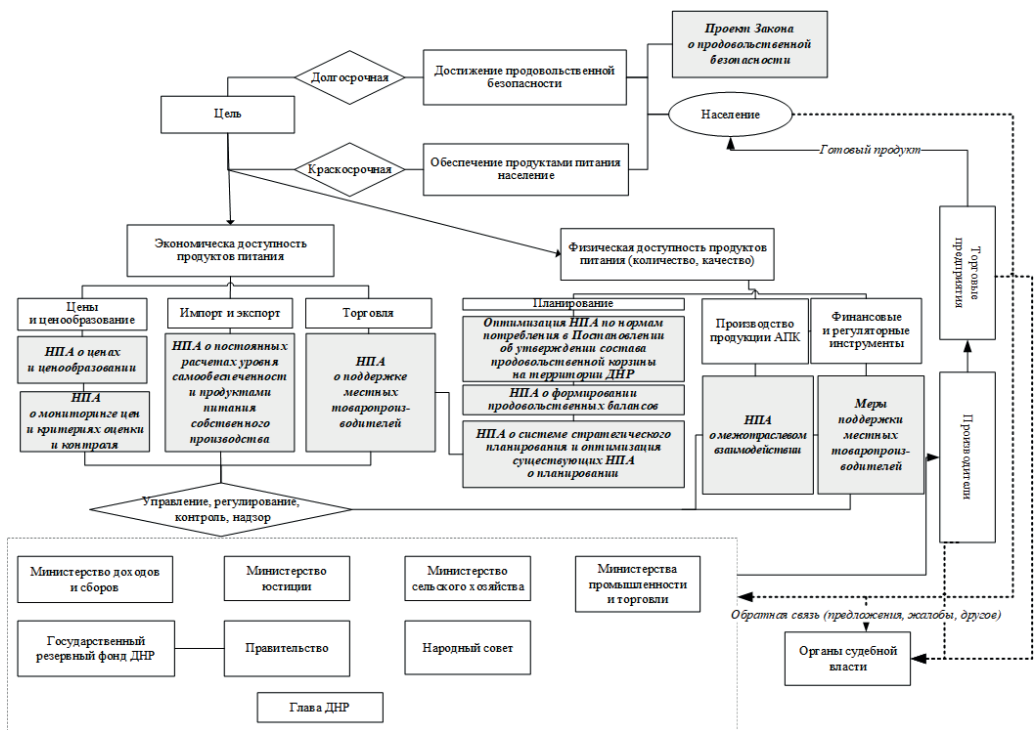 Проект Закона
о продовольственной
безопасности
Долгосрочная
Достижение продовольственной
безопасности
Цель
Население
Краскосрочная
Обеспечение продуктами питания
население
Готовый продукт
Экономическа доступность
продуктов питания
Физическая доступность продуктов
питания (количество, качество)
Торговые
предприятия
Цены
и ценообразование
Импорт и экспорт
Торговля
Планирование
Производство
продукции АПК
Финансовые
и регуляторные
инструменты
НПА о ценах
и ценообразовании
НПА
о мониторинге цен
и критериях оценки
и контроля
НПА о постоянных
расчетах уровня
самообеспеченност
и продуктами
питания
собственного
производства
НПА
о поддержке
местных
товаропроиз-
водителей
Оптимизация НПА по нормам
потребления в Постановлении
об утверждении состава
продовольственной корзины
на территории ДНР
НПА о формировании
продовольственных балансов
НПА о системе стратегического
планирования и оптимизация
существующих НПА
о планировании
НПА
о межотраслевом
взаимодействии
Меры
поддержки
местных
товаропроиз-
водителей
Производители
Управление, регулирование,
контроль, надзор
Министерство доходов
и сборов
Министерство
юстиции
Министерство
сельского хозяйства
Министерства
промышленности
и торговли
Обратная связь (предложения, жалобы, другое)
Государственный
резервный фонд ДНР
Правительство
Народный совет
Органы судебной
власти
Глава ДНР